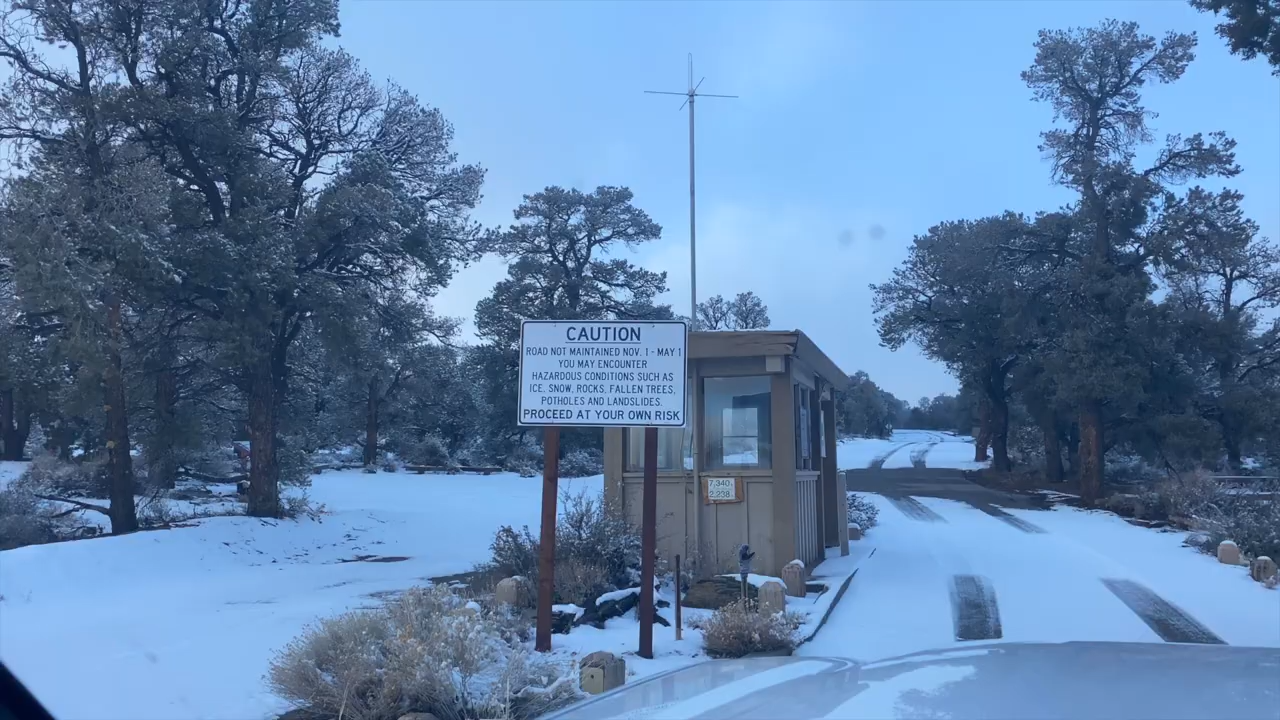 CAUTION
ROAD NOT MAINTAINED NOV. 1 - MAY 1
YOU MAY ENCOUNTER
HAZARDOUS CONDITIONS SUCH AS
ICE, SNOW, ROCKS, FALLEN TREES,
POTHOLES AND LANDSLIDES.
PROCEED AT YOUR OWN RISK
7,340
2,238